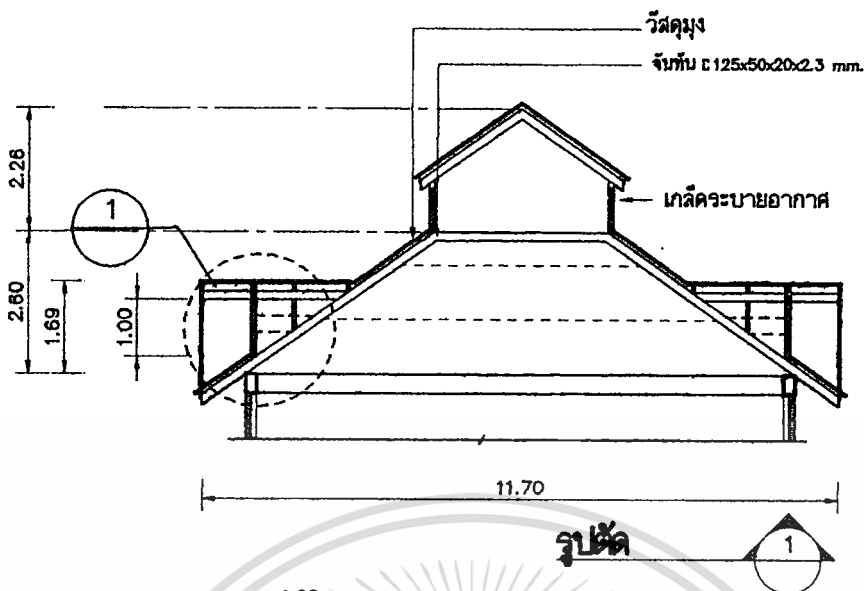 วัสดุมุง
จันทัน [125x50x20x2.3 mm.
2.26
เกล็ดระบายอากาศ
1
2.60
1.69
1.00
11.70
รูปตัด
1